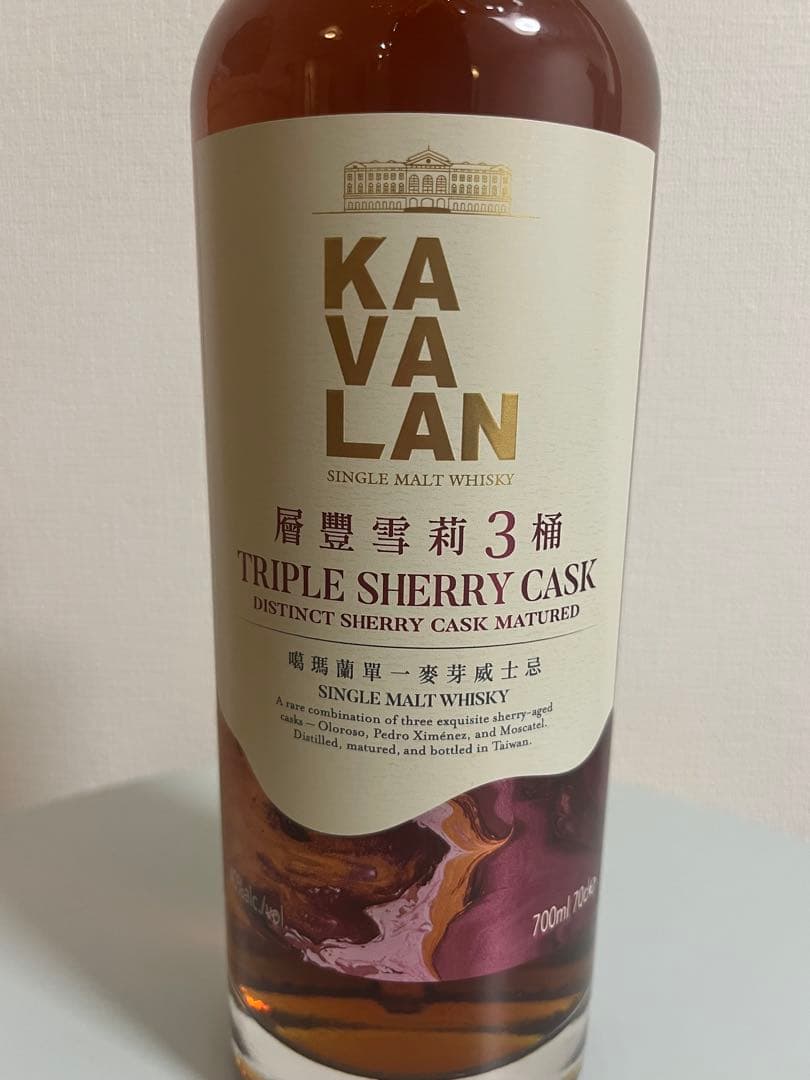 KA
VA
LAN
SINGLE MALT WHISKY
層豐雪莉3桶
TRIPLE SHERRY CASK
DISTINCT SHERRY CASK MATURED
噶瑪蘭單一麥芽威士忌
SINGLE MALT WHISKY
A rare combination of three exquisite sherry-aged
casks — Oloroso, Pedro Ximénez, and Moscatel.
Distilled, matured, and bottled in Taiwan.
alc./vol
700ml 70cl